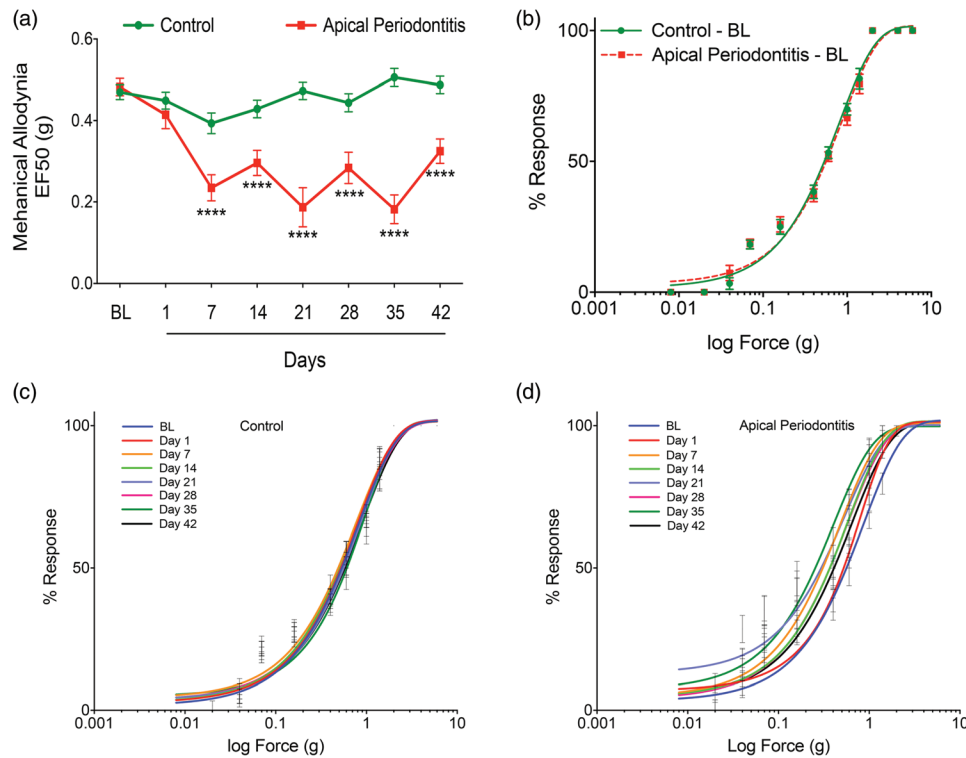 (a)
Control
Apical Periodontitis
Mehanical Allodynia
EF50 (g)
0.6
0.4
0.2
0.0
****
****
****
****
****
****
BL 1 7 14 21 28 35 42
Days
(b)
Control - BL
Apical Periodontitis - BL
% Response
100
50
0
0.001 0.01 0.1 1 10
log Force (g)
(c)
Control
BL
Day 1
Day 7
Day 14
Day 21
Day 28
Day 35
Day 42
% Response
100
50
0
0.001 0.01 0.1 1 10
log Force (g)
(d)
Apical Periodontitis
BL
Day 1
Day 7
Day 14
Day 21
Day 28
Day 35
Day 42
% Response
100
50
0
0.001 0.01 0.1 1 10
Log Force (g)